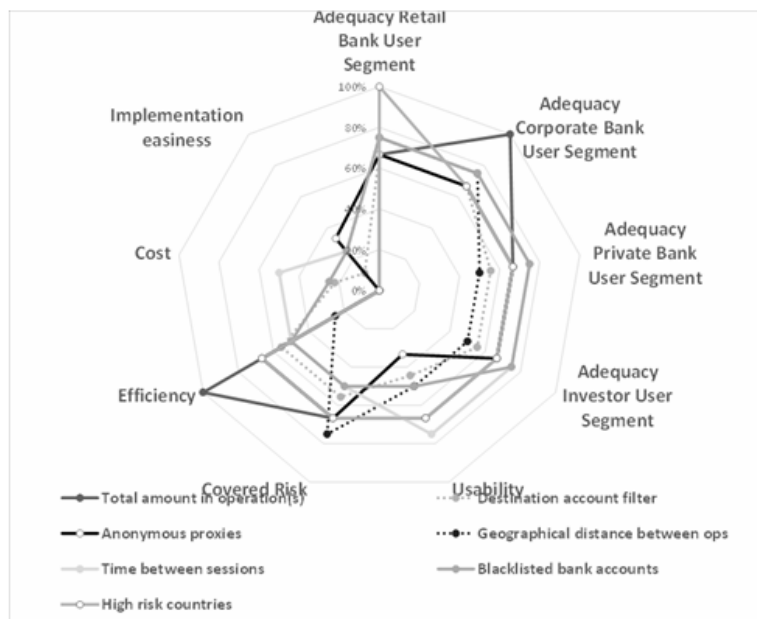 Adequacy Retail
Bank User
Segment
100%
80%
60%
40%
20%
0%
Adequacy
Corporate Bank
User Segment
Adequacy
Private Bank
User Segment
Adequacy
Investor User
Segment
Usability
Covered Risk
Efficiency
Cost
Implementation
easiness
Total amount in operation(s)
Destination account filter
Anonymous proxies
Geographical distance between ops
Time between sessions
Blacklisted bank accounts
High risk countries